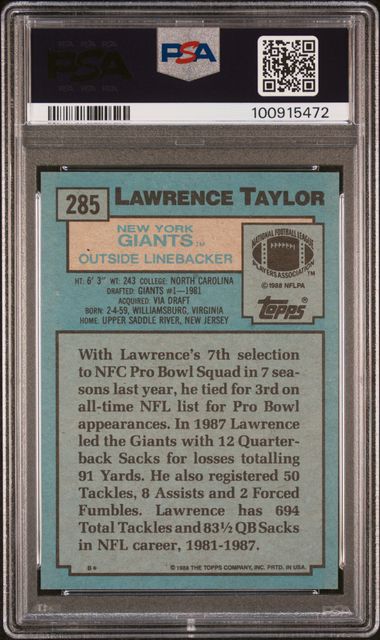 PSA
PSA
100915472
285
LAWRENCE TAYLOR
NEW YORK
GIANTS™
OUTSIDE LINEBACKER
HT: 6' 3" WT: 243 COLLEGE: NORTH CAROLINA
DRAFTED: GIANTS #1—1981
ACQUIRED: VIA DRAFT
BORN: 2-4-59, WILLIAMSBURG, VIRGINIA
HOME: UPPER SADDLE RIVER, NEW JERSEY
NATIONAL FOOTBALL LEAGUE
PLAYERS ASSOCIATION™
© 1988 NFLPA
Topps®
With Lawrence's 7th selection
to NFC Pro Bowl Squad in 7 sea-
sons last year, he tied for 3rd on
all-time NFL list for Pro Bowl
appearances. In 1987 Lawrence
led the Giants with 12 Quarter-
back Sacks for losses totalling
91 Yards. He also registered 50
Tackles, 8 Assists and 2 Forced
Fumbles. Lawrence has 694
Total Tackles and 83½ QB Sacks
in NFL career, 1981-1987.
B* © 1988 THE TOPPS COMPANY, INC. PRTD. IN USA.